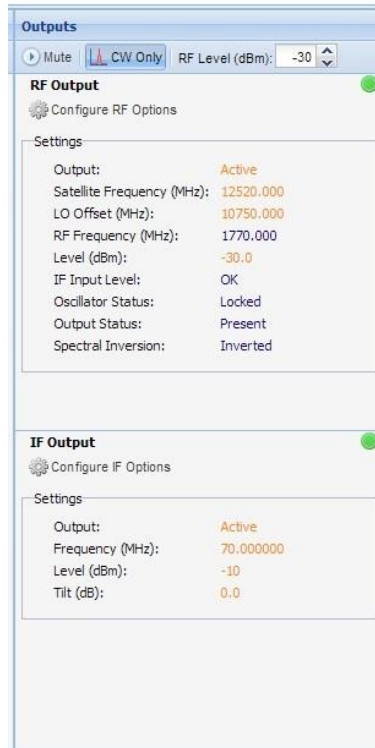 Outputs
Mute CW Only RF Level (dBm): -30
RF Output
Configure RF Options
Settings
Output: Active
Satellite Frequency (MHz): 12520.000
LO Offset (MHz): 10750.000
RF Frequency (MHz): 1770.000
Level (dBm): -30.0
IF Input Level: OK
Oscillator Status: Locked
Output Status: Present
Spectral Inversion: Inverted
IF Output
Configure IF Options
Settings
Output: Active
Frequency (MHz): 70.000000
Level (dBm): -10
Tilt (dB): 0.0